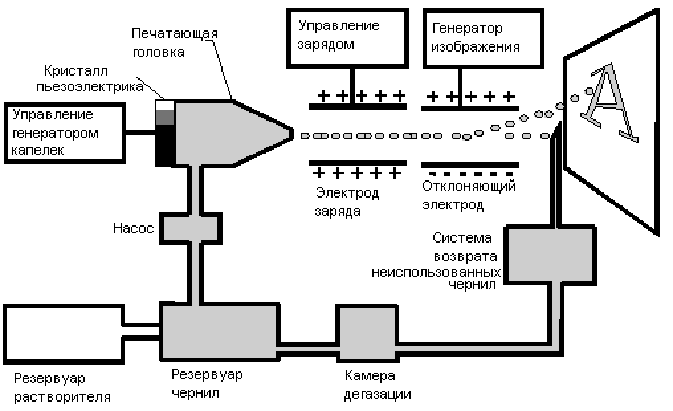 Печатающая
головка
Управление
зарядом
Генератор
изображения
Кристалл
пьезоэлектрика
Управление
генератором
капелек
+ + + + +
+ + + + +
А
+ + + + +
- - - - - -
Электрод
заряда
Отклоняющий
электрод
Насос
Система
возврата
неиспользованных
чернил
Резервуар
растворителя
Резервуар
чернил
Камера
дегазации